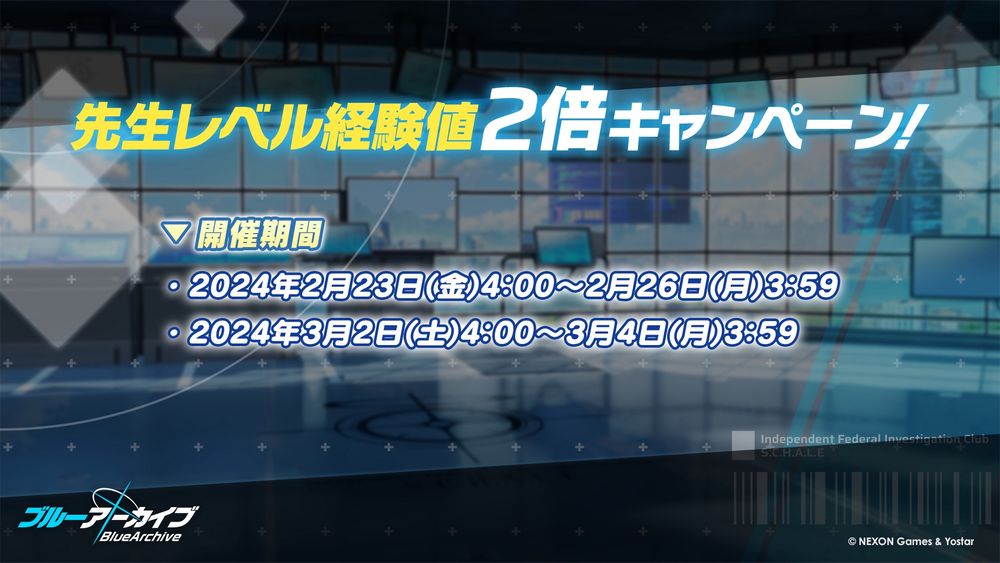 先生レベル経験値2倍キャンペーン!
▼ 開催期間
・2024年2月23日(金)4:00～2月26日(月)3:59
・2024年3月2日(土)4:00～3月4日(月)3:59
Independent Federal Investigation Club
S.C.H.A.L.E
ブルーアーカイブ
BlueArchive
© NEXON Games & Yostar